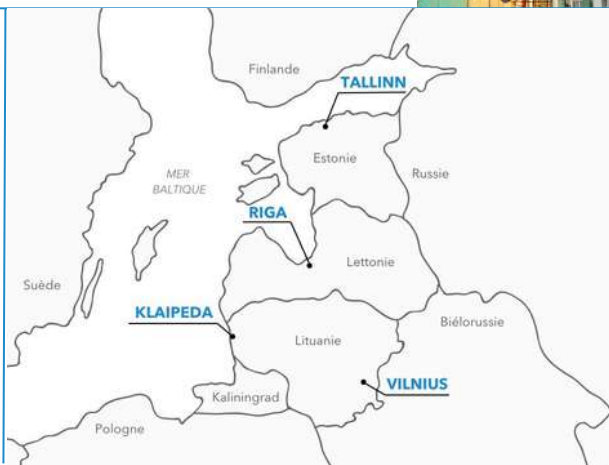 Finlande
TALLINN
Estonie
MER
BALTIQUE
Russie
RIGA
Lettonie
Suède
KLAIPEDA
Biélorussie
Lituanie
VILNIUS
Kaliningrad
Pologne